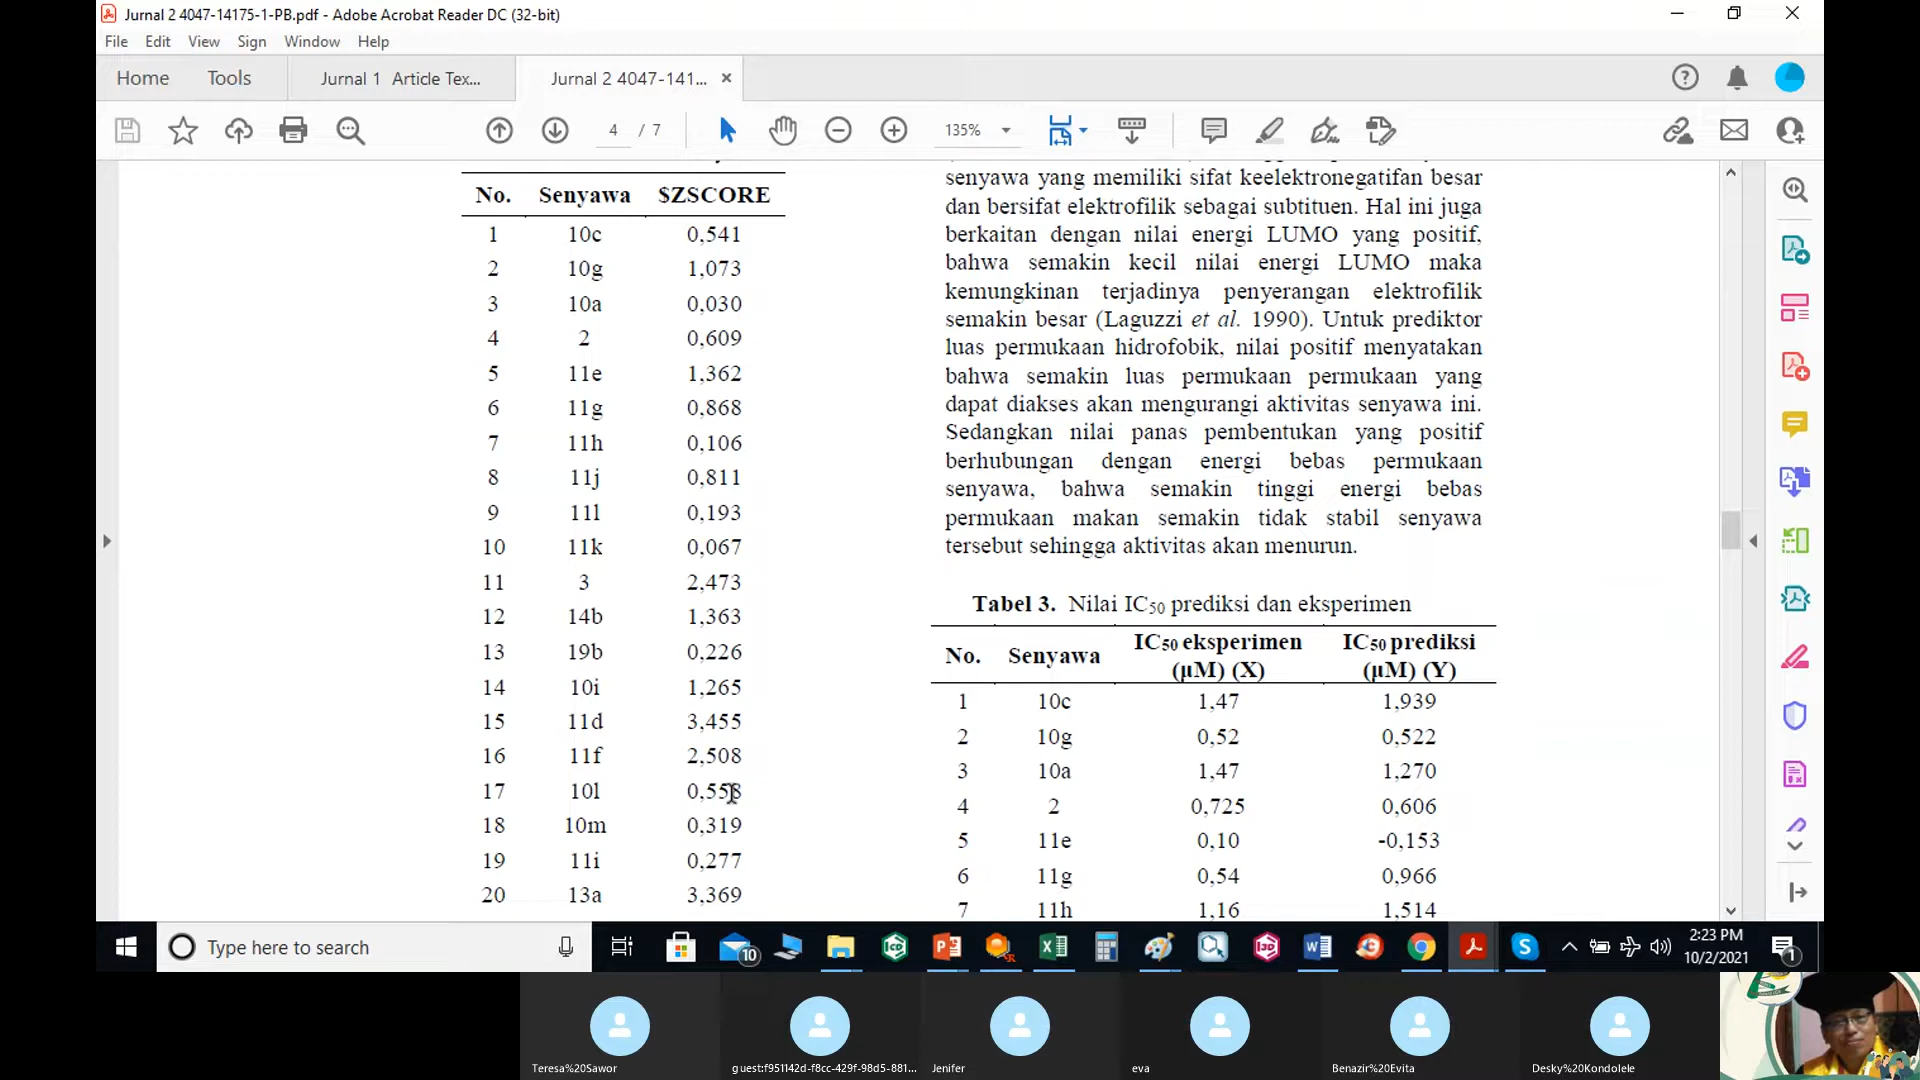 Jurnal 2 4047-14175-1-PB.pdf - Adobe Acrobat Reader DC (32-bit)
File Edit View Sign Window Help
Home Tools Jurnal 1 Article Tex... Jurnal 2 4047-141... ×
4 / 7 135%
No. Senyawa $ZSCORE
1 10c 0,541
2 10g 1,073
3 10a 0,030
4 2 0,609
5 11e 1,362
6 11g 0,868
7 11h 0,106
8 11j 0,811
9 11l 0,193
10 11k 0,067
11 3 2,473
12 14b 1,363
13 19b 0,226
14 10i 1,265
15 11d 3,455
16 11f 2,508
17 10l 0,558
18 10m 0,319
19 11i 0,277
20 13a 3,369
senyawa yang memiliki sifat keelektronegatifan besar
dan bersifat elektrofilik sebagai subtituen. Hal ini juga
berkaitan dengan nilai energi LUMO yang positif,
bahwa semakin kecil nilai energi LUMO maka
kemungkinan terjadinya penyerangan elektrofilik
semakin besar (Laguzzi et al. 1990). Untuk prediktor
luas permukaan hidrofobik, nilai positif menyatakan
bahwa semakin luas permukaan permukaan yang
dapat diakses akan mengurangi aktivitas senyawa ini.
Sedangkan nilai panas pembentukan yang positif
berhubungan dengan energi bebas permukaan
senyawa, bahwa semakin tinggi energi bebas
permukaan makan semakin tidak stabil senyawa
tersebut sehingga aktivitas akan menurun.
Tabel 3. Nilai IC50 prediksi dan eksperimen
No. Senyawa IC50 eksperimen (µM) (X) IC50 prediksi (µM) (Y)
1 10c 1,47 1,939
2 10g 0,52 0,522
3 10a 1,47 1,270
4 2 0,725 0,606
5 11e 0,10 -0,153
6 11g 0,54 0,966
7 11h 1,16 1,514
Type here to search
10
2:23 PM
10/2/2021
1
Teresa%20Sawor
guest:f951142d-f8cc-429f-98d5-881...
Jenifer
eva
Benazir%20Evita
Desky%20Kondolele